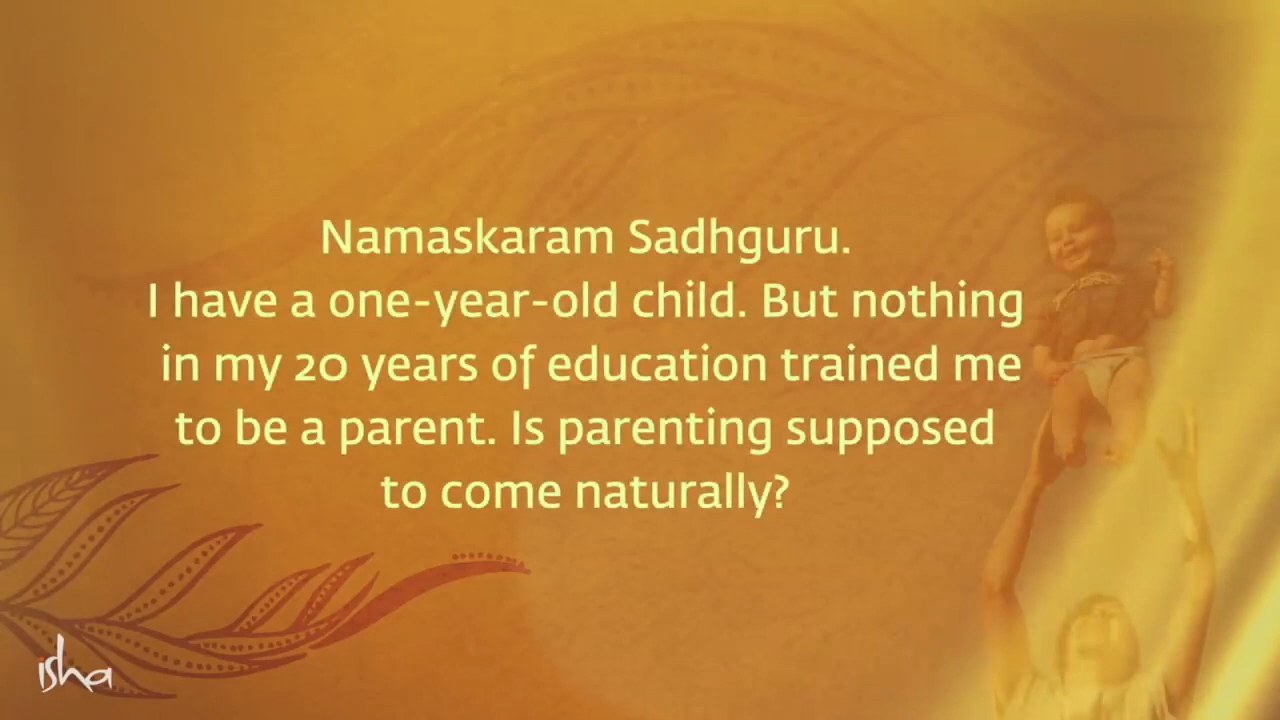 Namaskaram Sadhguru.
I have a one-year-old child. But nothing
in my 20 years of education trained me
to be a parent. Is parenting supposed
to come naturally?
isha